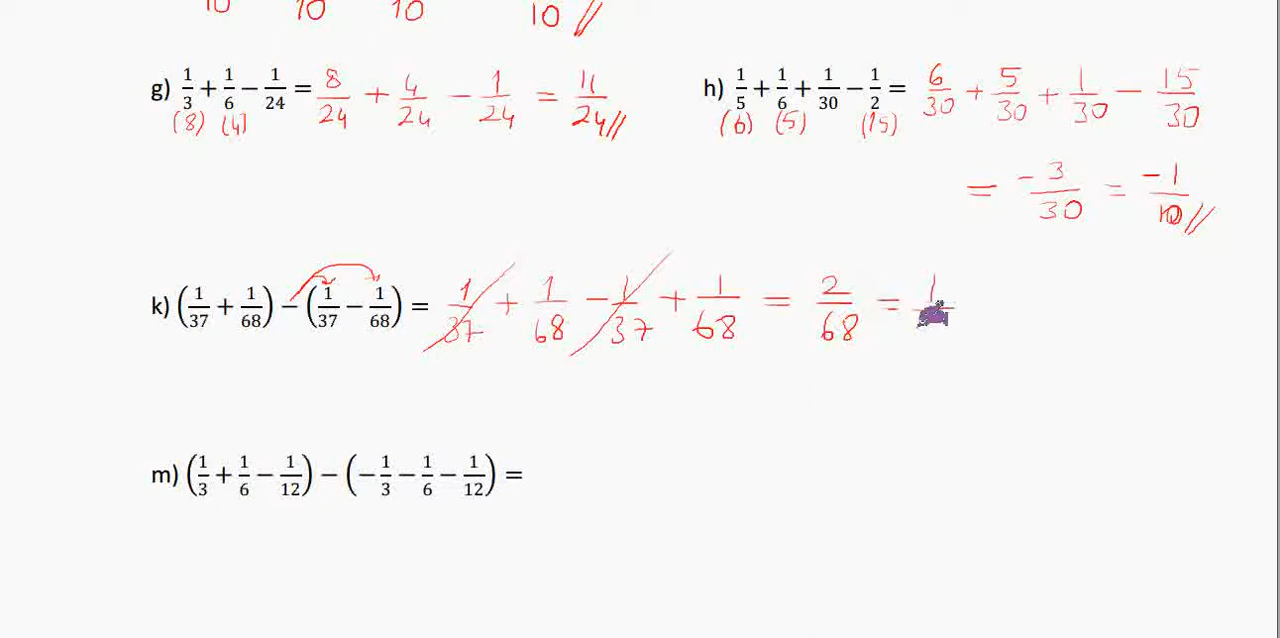 10 10 10 10 //
g) 1/3 + 1/6 − 1/24 = 8/24 + 4/24 − 1/24 = 11/24 //
(8) (4)
h) 1/5 + 1/6 + 1/30 − 1/2 = 6/30 + 5/30 + 1/30 − 15/30
(6) (5) (15)
= −3/30 = −1/10 //
k) (1/37 + 1/68) − (1/37 − 1/68) = 1/37 + 1/68 − 1/37 + 1/68 = 2/68 = 1
m) (1/3 + 1/6 − 1/12) − (−1/3 − 1/6 − 1/12) =